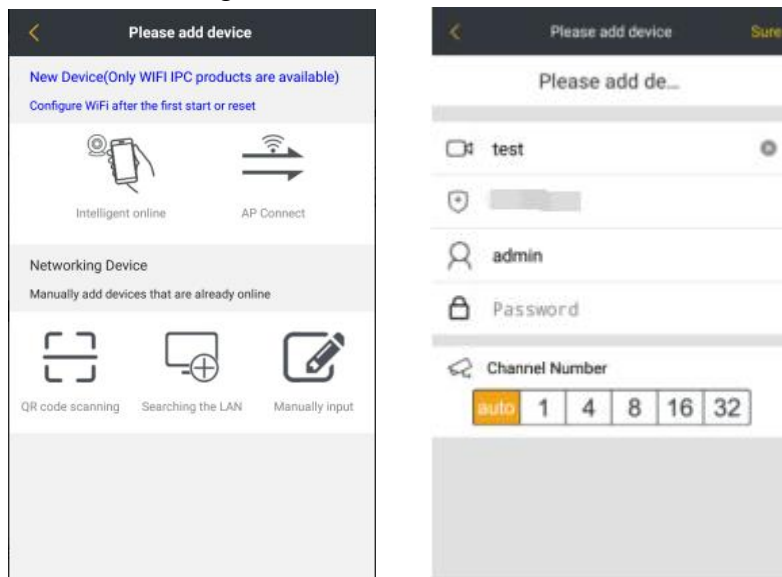 Please add device
New Device(Only WIFI IPC products are available)
Configure WiFi after the first start or reset
Intelligent online
AP Connect
Networking Device
Manually add devices that are already online
QR code scanning
Searching the LAN
Manually input
Please add device
Sure
Please add de...
test
admin
Password
Channel Number
auto 1 4 8 16 32